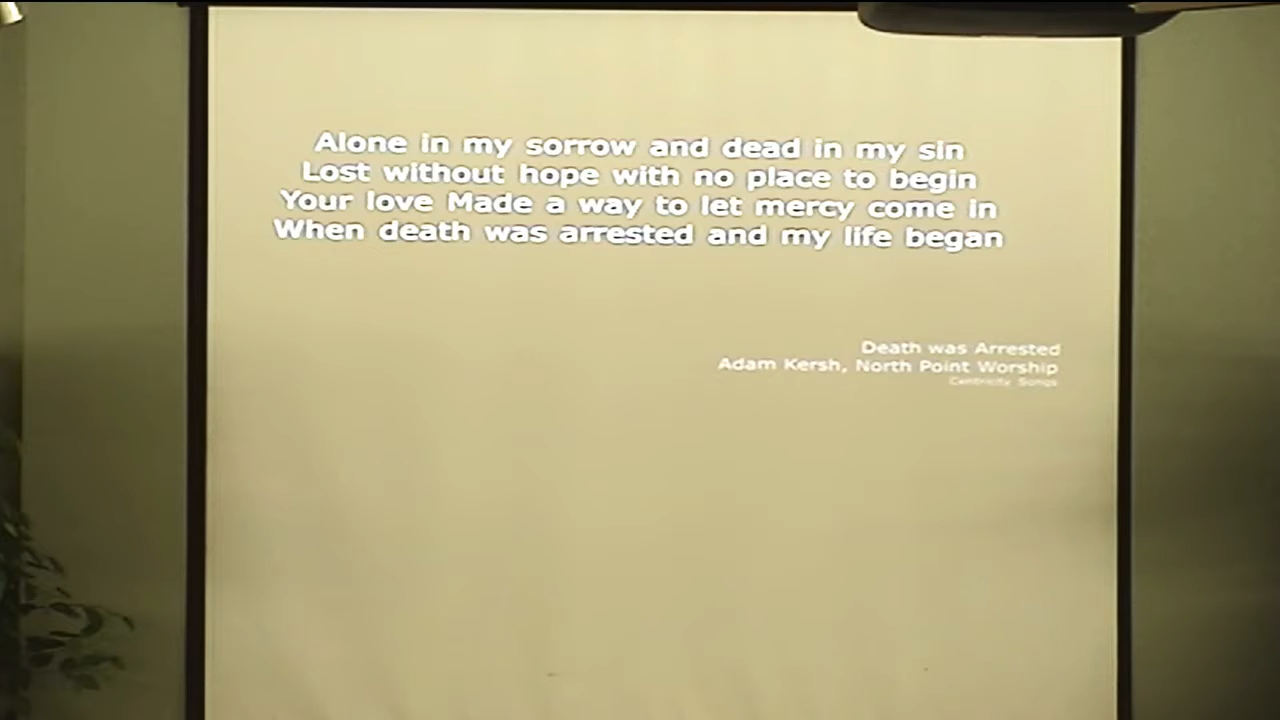 Alone in my sorrow and dead in my sin
Lost without hope with no place to begin
Your love Made a way to let mercy come in
When death was arrested and my life began
Death was Arrested
Adam Kersh, North Point Worship
Centricity Songs